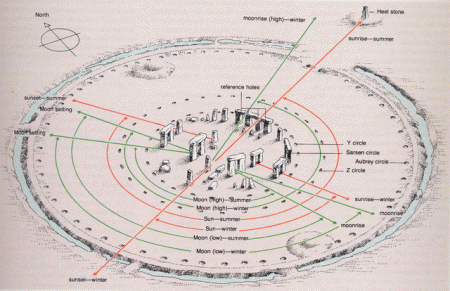 North
moonrise (high)—winter
Heel stone
sunrise—summer
reference holes
sunset—summer
Moon setting
Moon setting
Y circle
Sarsen circle
Aubrey circle
Z circle
Moon (high)—summer
Moon (high)—winter
Sun—summer
Sun—winter
Moon (low)—summer
Moon (low)—winter
sunrise—winter
moonrise
moonrise
sunset—winter